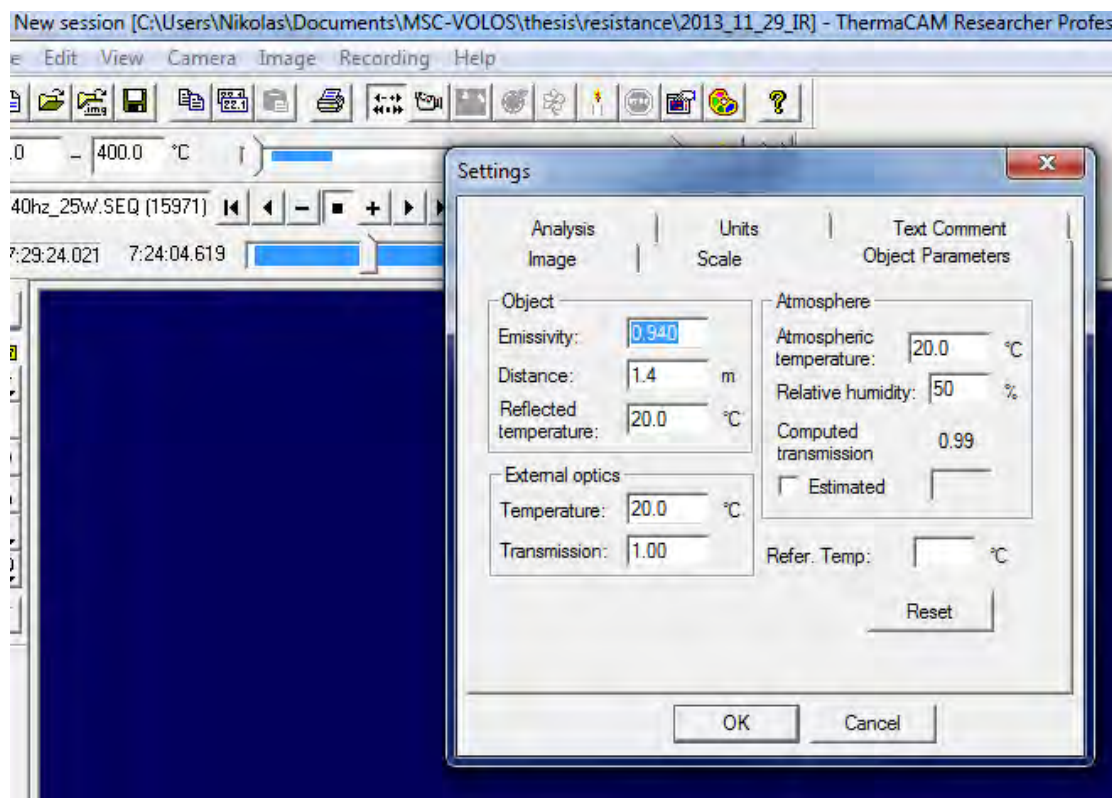 New session [C:\Users\Nikolas\Documents\MSC-VOLOS\thesis\resistance\2013_11_29_IR] - ThermaCAM Researcher Profes
e Edit View Camera Image Recording Help
.0 - 400.0 °C
40hz_25W.SEQ (15971)
7:29:24.021 7:24:04.619
Settings
Analysis Units Text Comment
Image Scale Object Parameters
Object
Emissivity: 0.940
Distance: 1.4 m
Reflected temperature: 20.0 °C
External optics
Temperature: 20.0 °C
Transmission: 1.00
Atmosphere
Atmospheric temperature: 20.0 °C
Relative humidity: 50 %
Computed transmission 0.99
Estimated
Refer. Temp: °C
Reset
OK Cancel